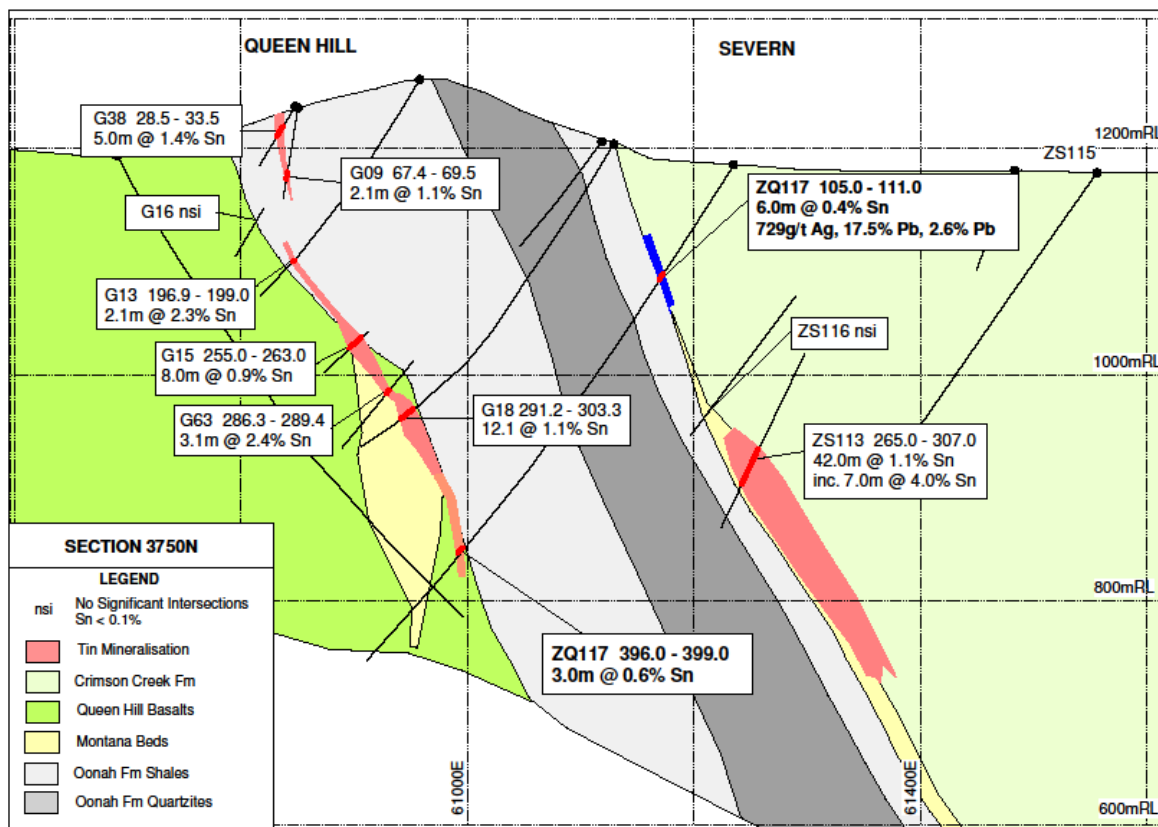 QUEEN HILL
SEVERN
G38 28.5 - 33.5
5.0m @ 1.4% Sn
1200mRL
ZS115
G09 67.4 - 69.5
2.1m @ 1.1% Sn
ZQ117 105.0 - 111.0
6.0m @ 0.4% Sn
729g/t Ag, 17.5% Pb, 2.6% Pb
G16 nsi
G13 196.9 - 199.0
2.1m @ 2.3% Sn
ZS116 nsi
G15 255.0 - 263.0
8.0m @ 0.9% Sn
1000mRL
G63 286.3 - 289.4
3.1m @ 2.4% Sn
G18 291.2 - 303.3
12.1 @ 1.1% Sn
ZS113 265.0 - 307.0
42.0m @ 1.1% Sn
inc. 7.0m @ 4.0% Sn
SECTION 3750N
LEGEND
nsi No Significant Intersections
Sn < 0.1%
Tin Mineralisation
Crimson Creek Fm
Queen Hill Basalts
Montana Beds
Oonah Fm Shales
Oonah Fm Quartzites
800mRL
ZQ117 396.0 - 399.0
3.0m @ 0.6% Sn
61000E
61400E
600mRL